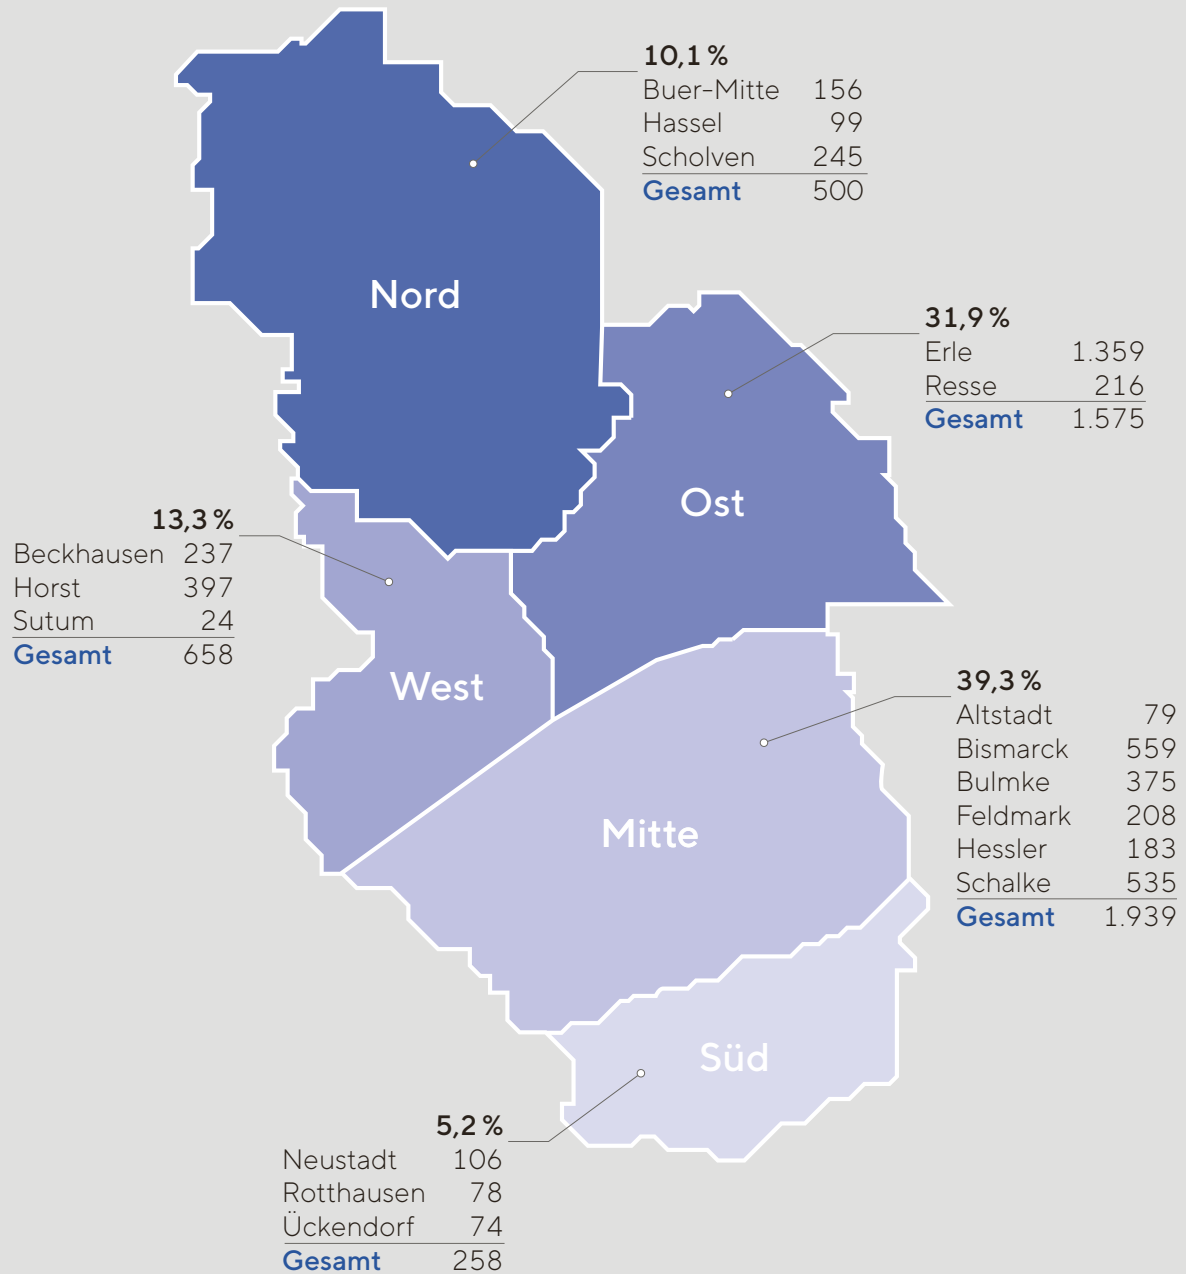 10,1 %
Buer-Mitte 156
Hassel 99
Scholven 245
Gesamt 500
Nord
31,9 %
Erle 1.359
Resse 216
Gesamt 1.575
Ost
13,3 %
Beckhausen 237
Horst 397
Sutum 24
Gesamt 658
West
39,3 %
Altstadt 79
Bismarck 559
Bulmke 375
Feldmark 208
Hessler 183
Schalke 535
Gesamt 1.939
Mitte
Süd
5,2 %
Neustadt 106
Rotthausen 78
Ückendorf 74
Gesamt 258